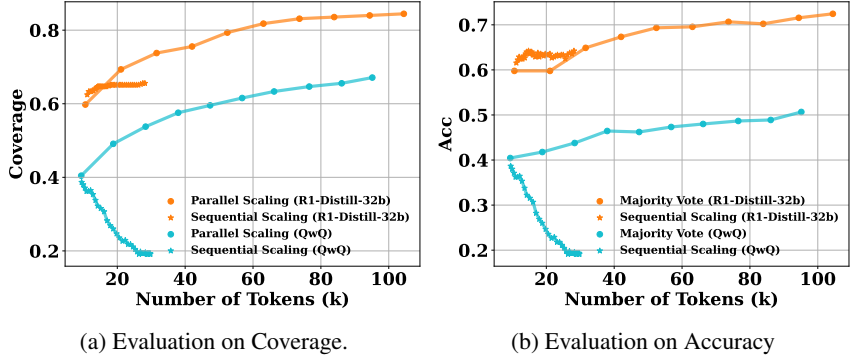 0.8
0.6
0.4
0.2
Coverage
Parallel Scaling (R1-Distill-32b)
Sequential Scaling (R1-Distill-32b)
Parallel Scaling (QwQ)
Sequential Scaling (QwQ)
20 40 60 80 100
Number of Tokens (k)
(a) Evaluation on Coverage.
0.7
0.6
0.5
0.4
0.3
0.2
Acc
Majority Vote (R1-Distill-32b)
Sequential Scaling (R1-Distill-32b)
Majority Vote (QwQ)
Sequential Scaling (QwQ)
20 40 60 80 100
Number of Tokens (k)
(b) Evaluation on Accuracy